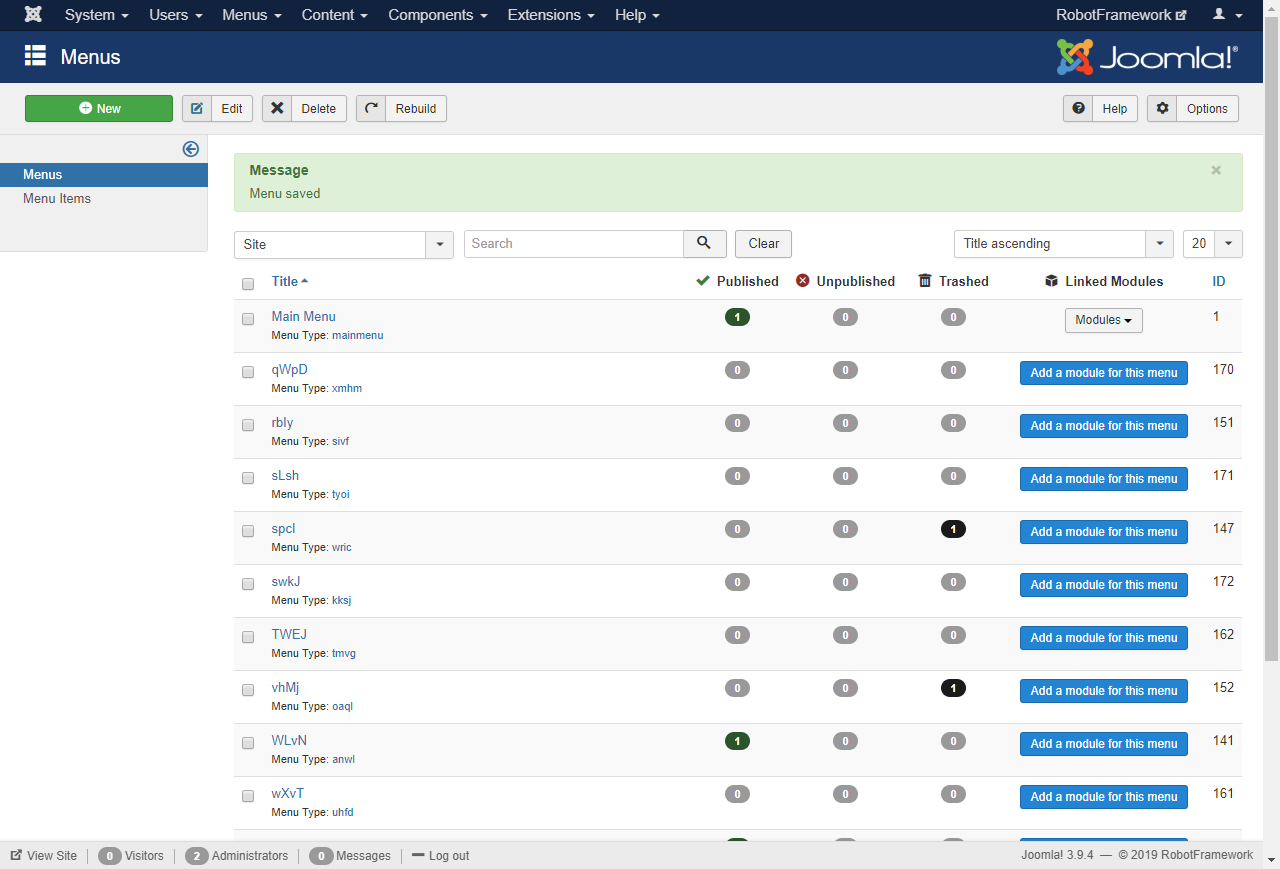 System Users Menus Content Components Extensions Help RobotFramework
Menus Joomla!®
New Edit Delete Rebuild Help Options
Menus
Menu Items
Message ×
Menu saved
Site Search Clear Title ascending 20
Title Published Unpublished Trashed Linked Modules ID
Main Menu 1 0 0 Modules 1
Menu Type: mainmenu
qWpD 0 0 0 Add a module for this menu 170
Menu Type: xmhm
rbIy 0 0 0 Add a module for this menu 151
Menu Type: sivf
sLsh 0 0 0 Add a module for this menu 171
Menu Type: tyoi
spcI 0 0 1 Add a module for this menu 147
Menu Type: wric
swkJ 0 0 0 Add a module for this menu 172
Menu Type: kksj
TWEJ 0 0 0 Add a module for this menu 162
Menu Type: tmvg
vhMj 0 0 1 Add a module for this menu 152
Menu Type: oaql
WLvN 1 0 0 Add a module for this menu 141
Menu Type: anwl
wXvT 0 0 0 Add a module for this menu 161
Menu Type: uhfd
View Site 0 Visitors 2 Administrators 0 Messages Log out Joomla! 3.9.4 — © 2019 RobotFramework